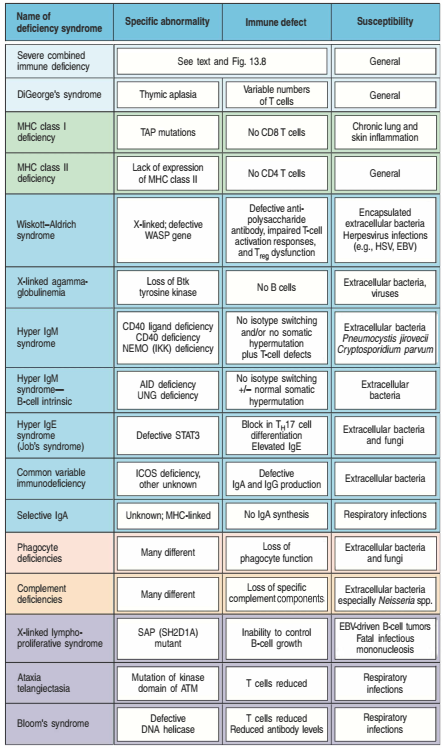 Name of
deficiency syndrome
Specific abnormality
Immune defect
Susceptibility
Severe combined
immune deficiency
See text and Fig. 13.8
General
DiGeorge's syndrome
Thymic aplasia
Variable numbers
of T cells
General
MHC class I
deficiency
TAP mutations
No CD8 T cells
Chronic lung and
skin inflammation
MHC class II
deficiency
Lack of expression
of MHC class II
No CD4 T cells
General
Wiskott–Aldrich
syndrome
X-linked; defective
WASP gene
Defective anti-
polysaccharide
antibody, impaired T-cell
activation responses,
and Treg dysfunction
Encapsulated
extracellular bacteria
Herpesvirus infections
(e.g., HSV, EBV)
X-linked agamma-
globulinemia
Loss of Btk
tyrosine kinase
No B cells
Extracellular bacteria,
viruses
Hyper IgM
syndrome
CD40 ligand deficiency
CD40 deficiency
NEMO (IKK) deficiency
No isotype switching
and/or no somatic
hypermutation
plus T-cell defects
Extracellular bacteria
Pneumocystis jirovecii
Cryptosporidium parvum
Hyper IgM
syndrome—
B-cell intrinsic
AID deficiency
UNG deficiency
No isotype switching
+/– normal somatic
hypermutation
Extracellular
bacteria
Hyper IgE
syndrome
(Job's syndrome)
Defective STAT3
Block in TH17 cell
differentiation
Elevated IgE
Extracellular bacteria
and fungi
Common variable
immunodeficiency
ICOS deficiency,
other unknown
Defective
IgA and IgG production
Extracellular bacteria
Selective IgA
Unknown; MHC-linked
No IgA synthesis
Respiratory infections
Phagocyte
deficiencies
Many different
Loss of
phagocyte function
Extracellular bacteria
and fungi
Complement
deficiencies
Many different
Loss of specific
complement components
Extracellular bacteria
especially Neisseria spp.
X-linked lympho-
proliferative syndrome
SAP (SH2D1A)
mutant
Inability to control
B-cell growth
EBV-driven B-cell tumors
Fatal infectious
mononucleosis
Ataxia
telangiectasia
Mutation of kinase
domain of ATM
T cells reduced
Respiratory
infections
Bloom's syndrome
Defective
DNA helicase
T cells reduced
Reduced antibody levels
Respiratory
infections